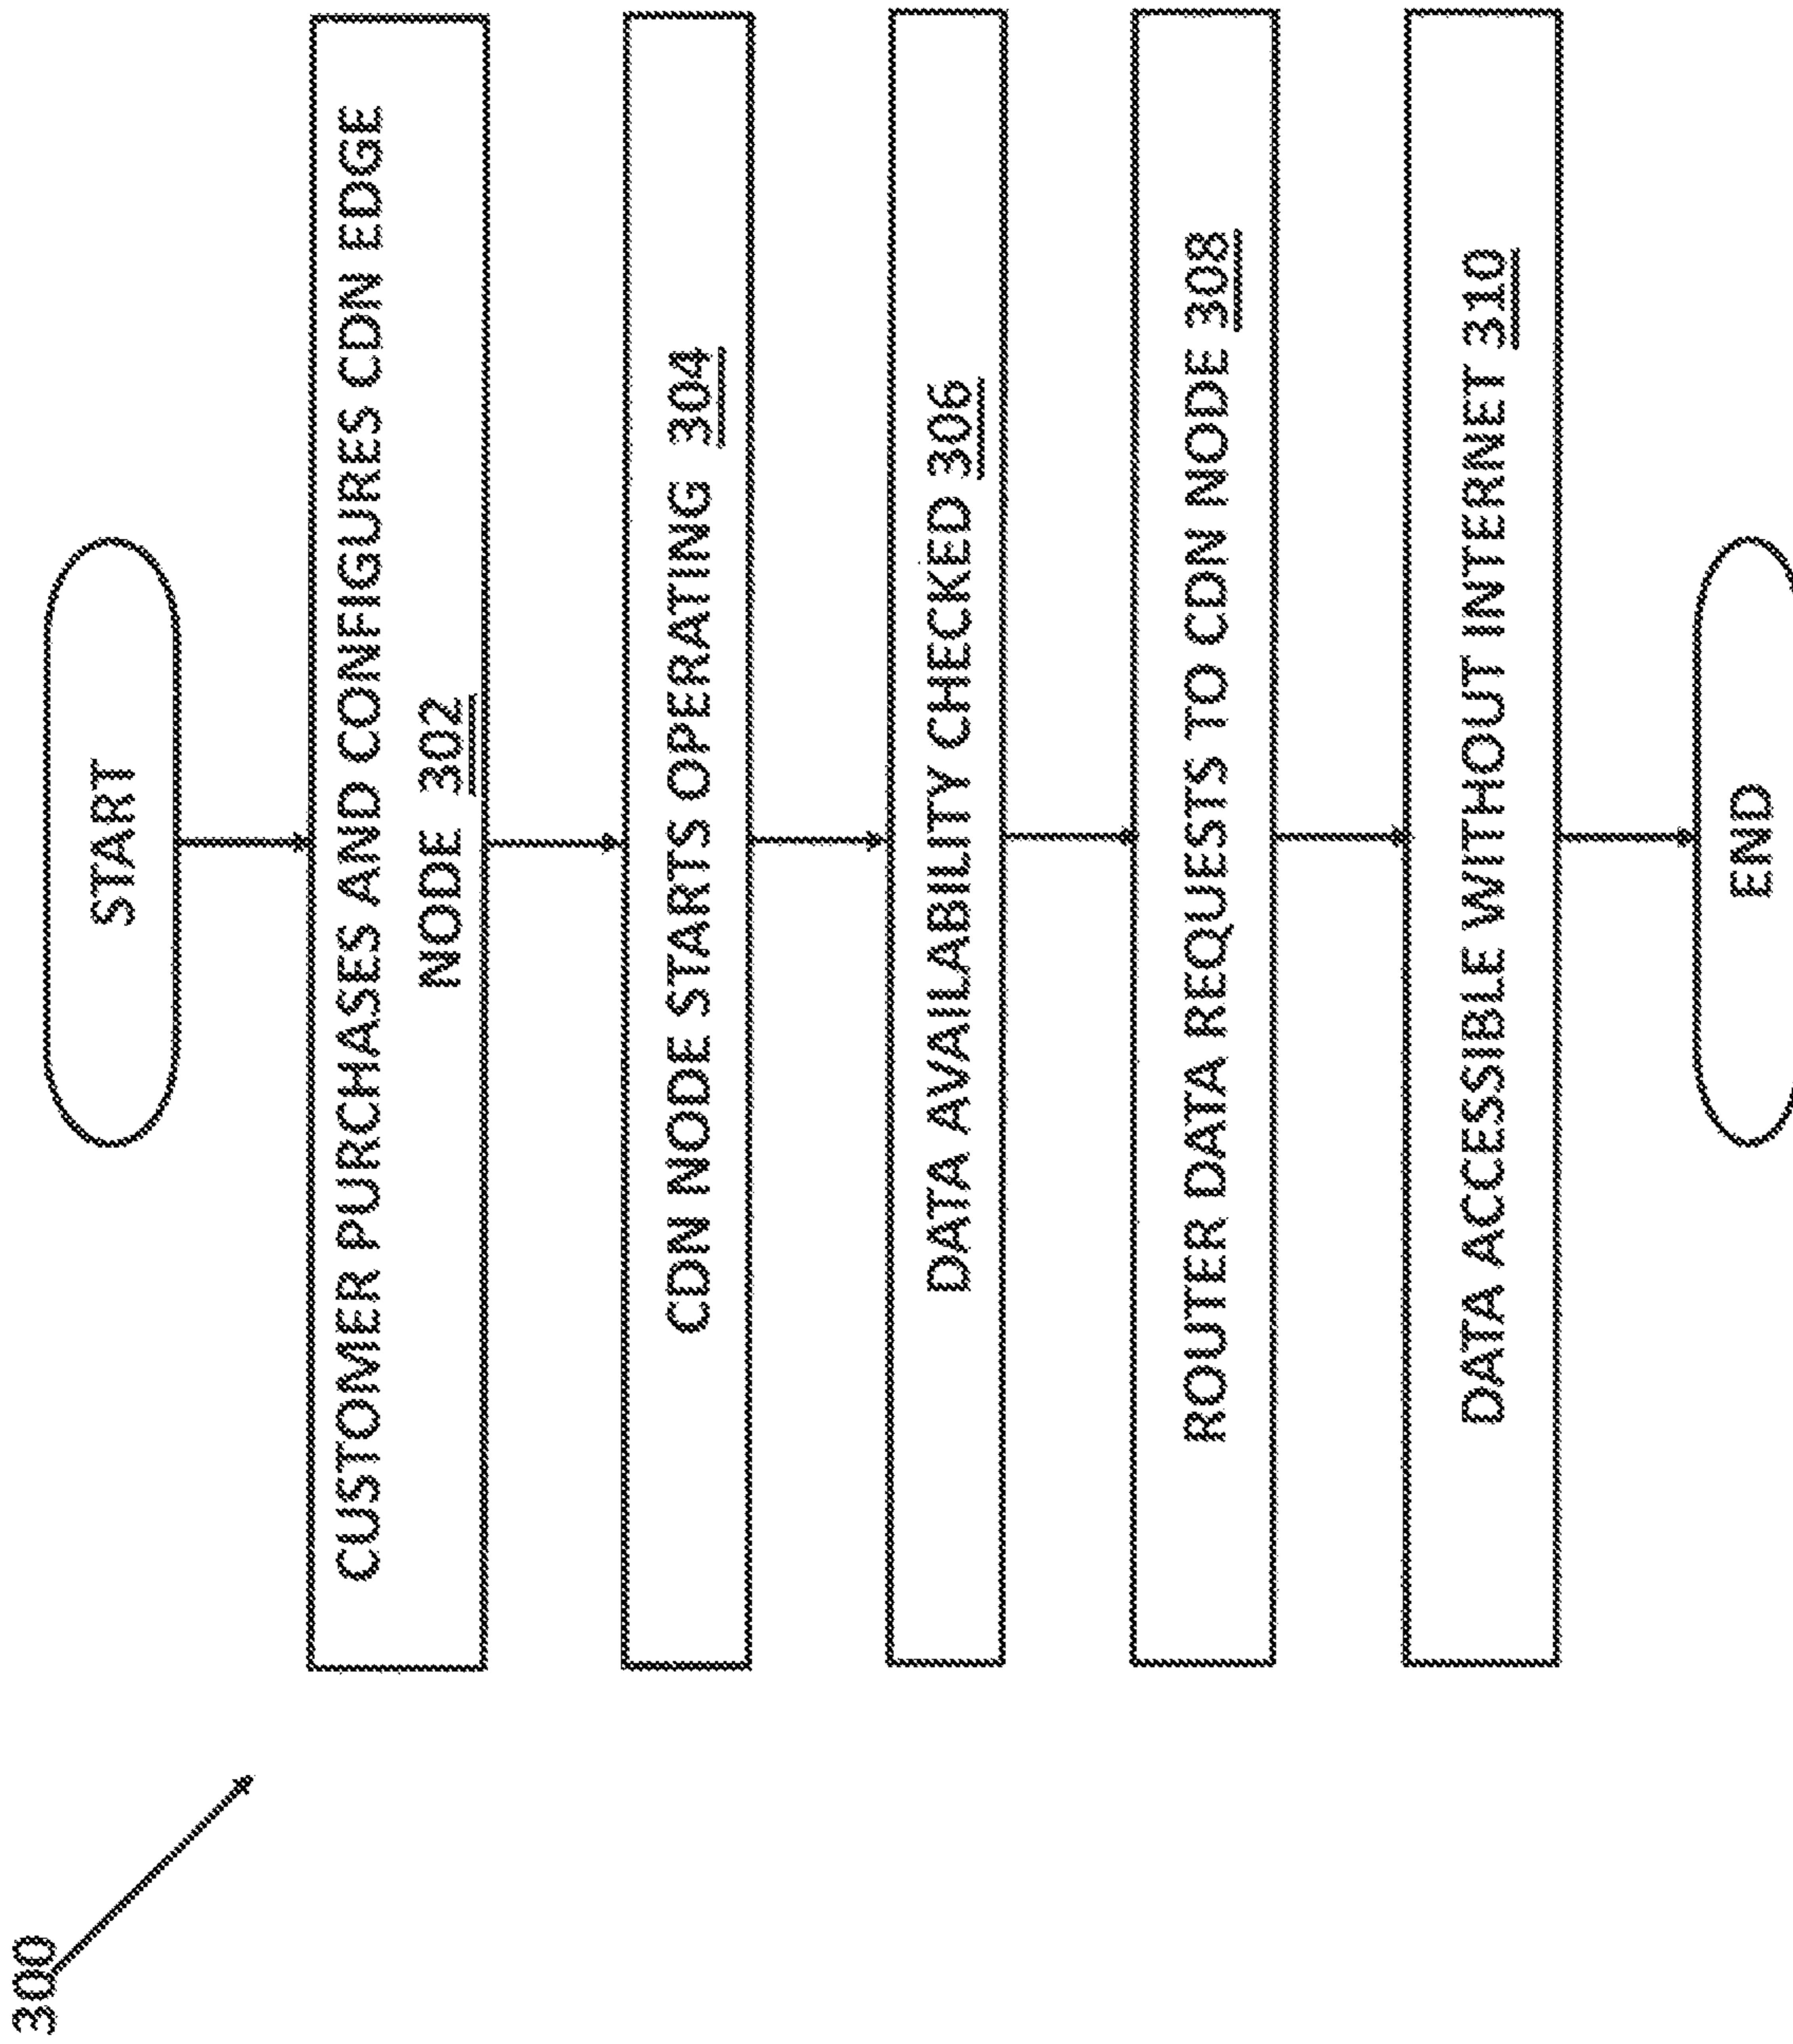 300
START
CUSTOMER PURCHASES AND CONFIGURES CDN EDGE
NODE 302
CDN NODE STARTS OPERATING 304
DATA AVAILABILITY CHECKED 306
ROUTER DATA REQUESTS TO CDN NODE 308
DATA ACCESSIBLE WITHOUT INTERNET 310
END